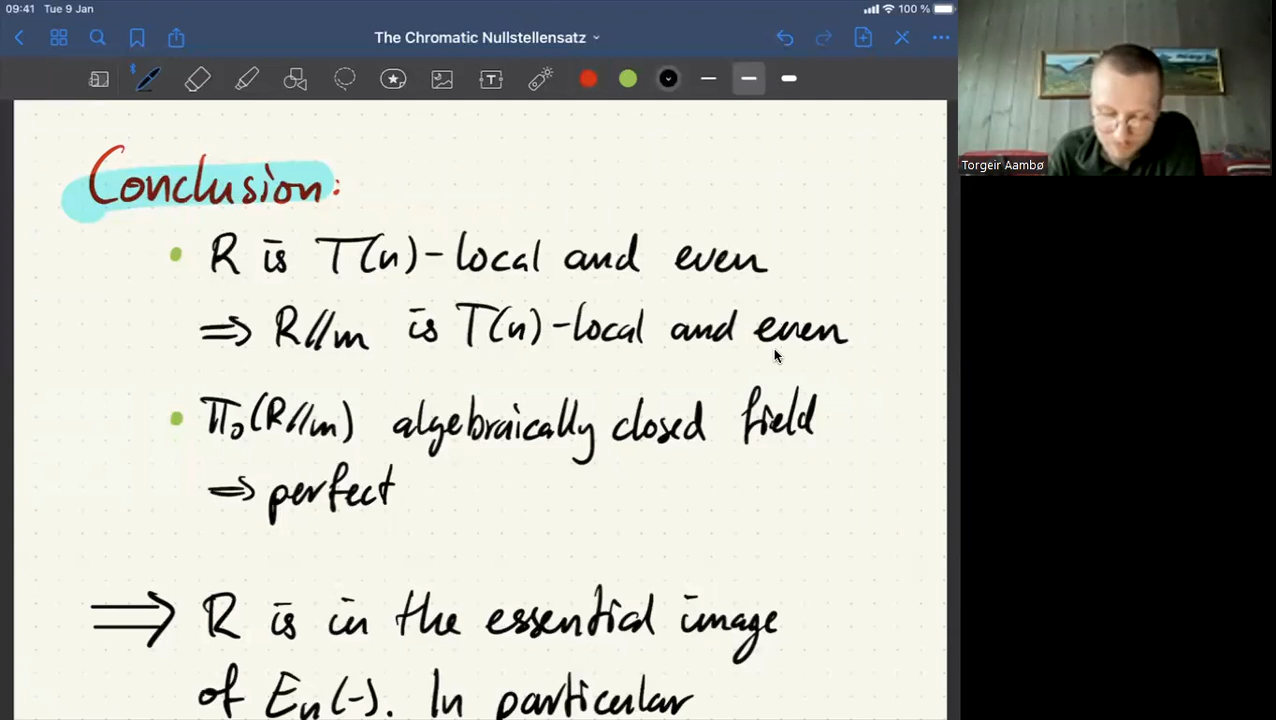 09:41 Tue 9 Jan
100 %
The Chromatic Nullstellensatz
T
Torgeir Aambø
Conclusion:
• R is T(n)-local and even
⇒ R//m is T(n)-local and even
• π₀(R//m) algebraically closed field
⇒ perfect
⇒ R is in the essential image
of Eₙ(-). In particular